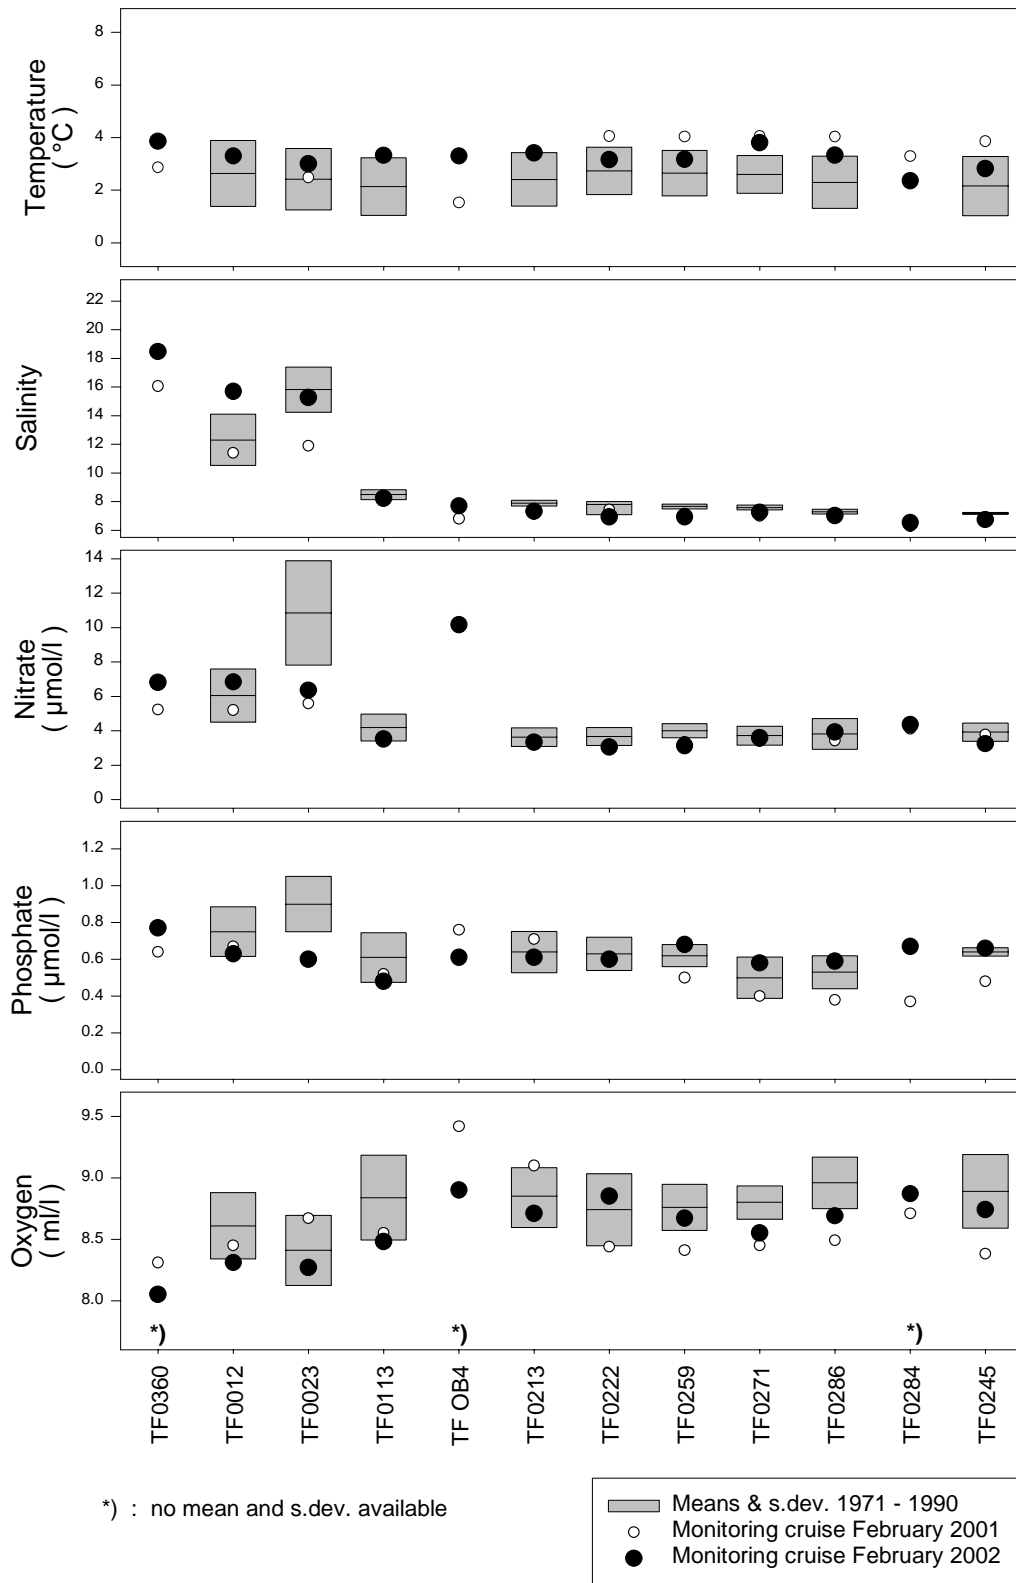 Temperature
( °C )
8
6
4
2
0
Salinity
22
20
18
16
14
12
10
8
6
Nitrate
( µmol/l )
14
12
10
8
6
4
2
0
Phosphate
( µmol/l )
1.2
1.0
0.8
0.6
0.4
0.2
0.0
Oxygen
( ml/l )
9.5
9.0
8.5
8.0
*) *) *)
TF0360 TF0012 TF0023 TF0113 TF OB4 TF0213 TF0222 TF0259 TF0271 TF0286 TF0284 TF0245
*) : no mean and s.dev. available
Means & s.dev. 1971 - 1990
Monitoring cruise February 2001
Monitoring cruise February 2002